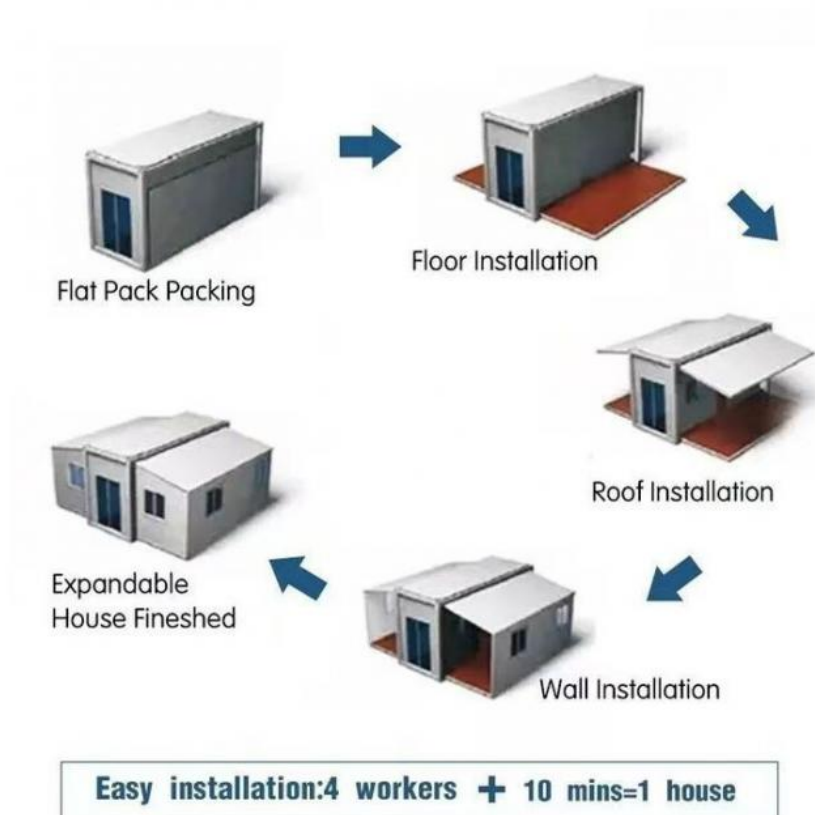 Flat Pack Packing
Floor Installation
Roof Installation
Wall Installation
Expandable
House Fineshed
Easy installation:4 workers + 10 mins=1 house